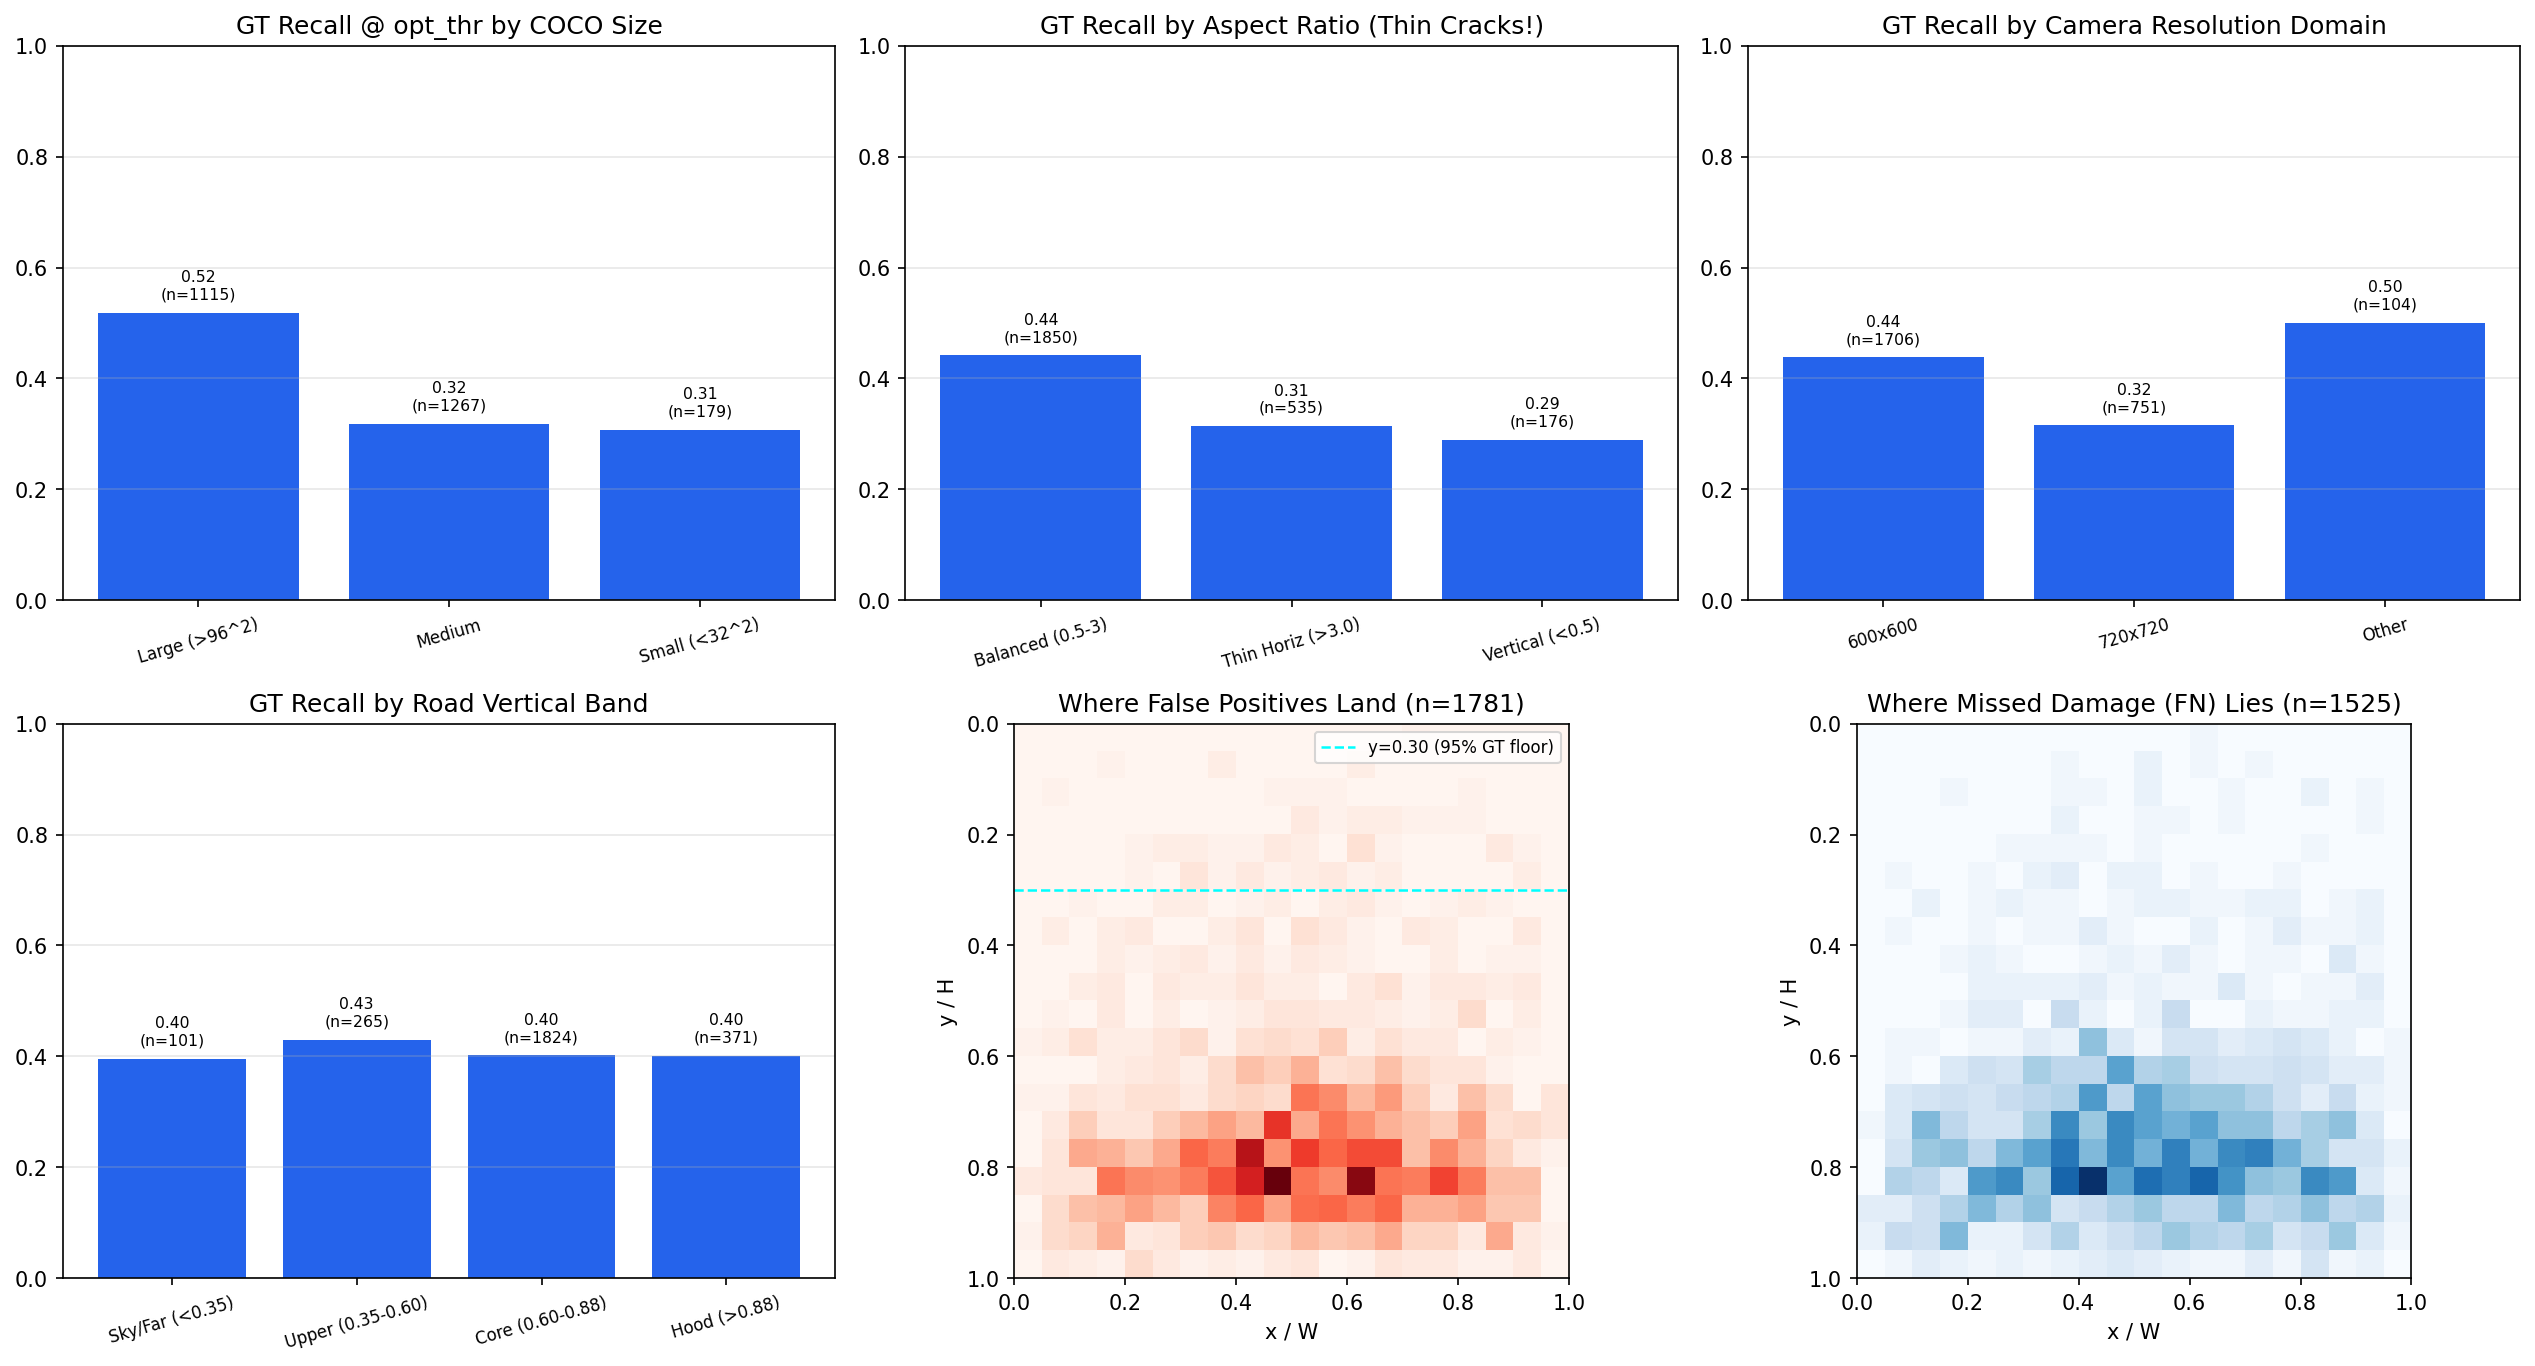 GT Recall @ opt_thr by COCO Size
1.0
0.8
0.6
0.4
0.2
0.0
0.52
(n=1115)
0.32
(n=1267)
0.31
(n=179)
Large (>96^2)
Medium
Small (<32^2)
GT Recall by Aspect Ratio (Thin Cracks!)
1.0
0.8
0.6
0.4
0.2
0.0
0.44
(n=1850)
0.31
(n=535)
0.29
(n=176)
Balanced (0.5-3)
Thin Horiz (>3.0)
Vertical (<0.5)
GT Recall by Camera Resolution Domain
1.0
0.8
0.6
0.4
0.2
0.0
0.44
(n=1706)
0.32
(n=751)
0.50
(n=104)
600x600
720x720
Other
GT Recall by Road Vertical Band
1.0
0.8
0.6
0.4
0.2
0.0
0.40
(n=101)
0.43
(n=265)
0.40
(n=1824)
0.40
(n=371)
Sky/Far (<0.35)
Upper (0.35-0.60)
Core (0.60-0.88)
Hood (>0.88)
Where False Positives Land (n=1781)
y=0.30 (95% GT floor)
y / H
0.0
0.2
0.4
0.6
0.8
1.0
0.0 0.2 0.4 0.6 0.8 1.0
x / W
Where Missed Damage (FN) Lies (n=1525)
y / H
0.0
0.2
0.4
0.6
0.8
1.0
0.0 0.2 0.4 0.6 0.8 1.0
x / W